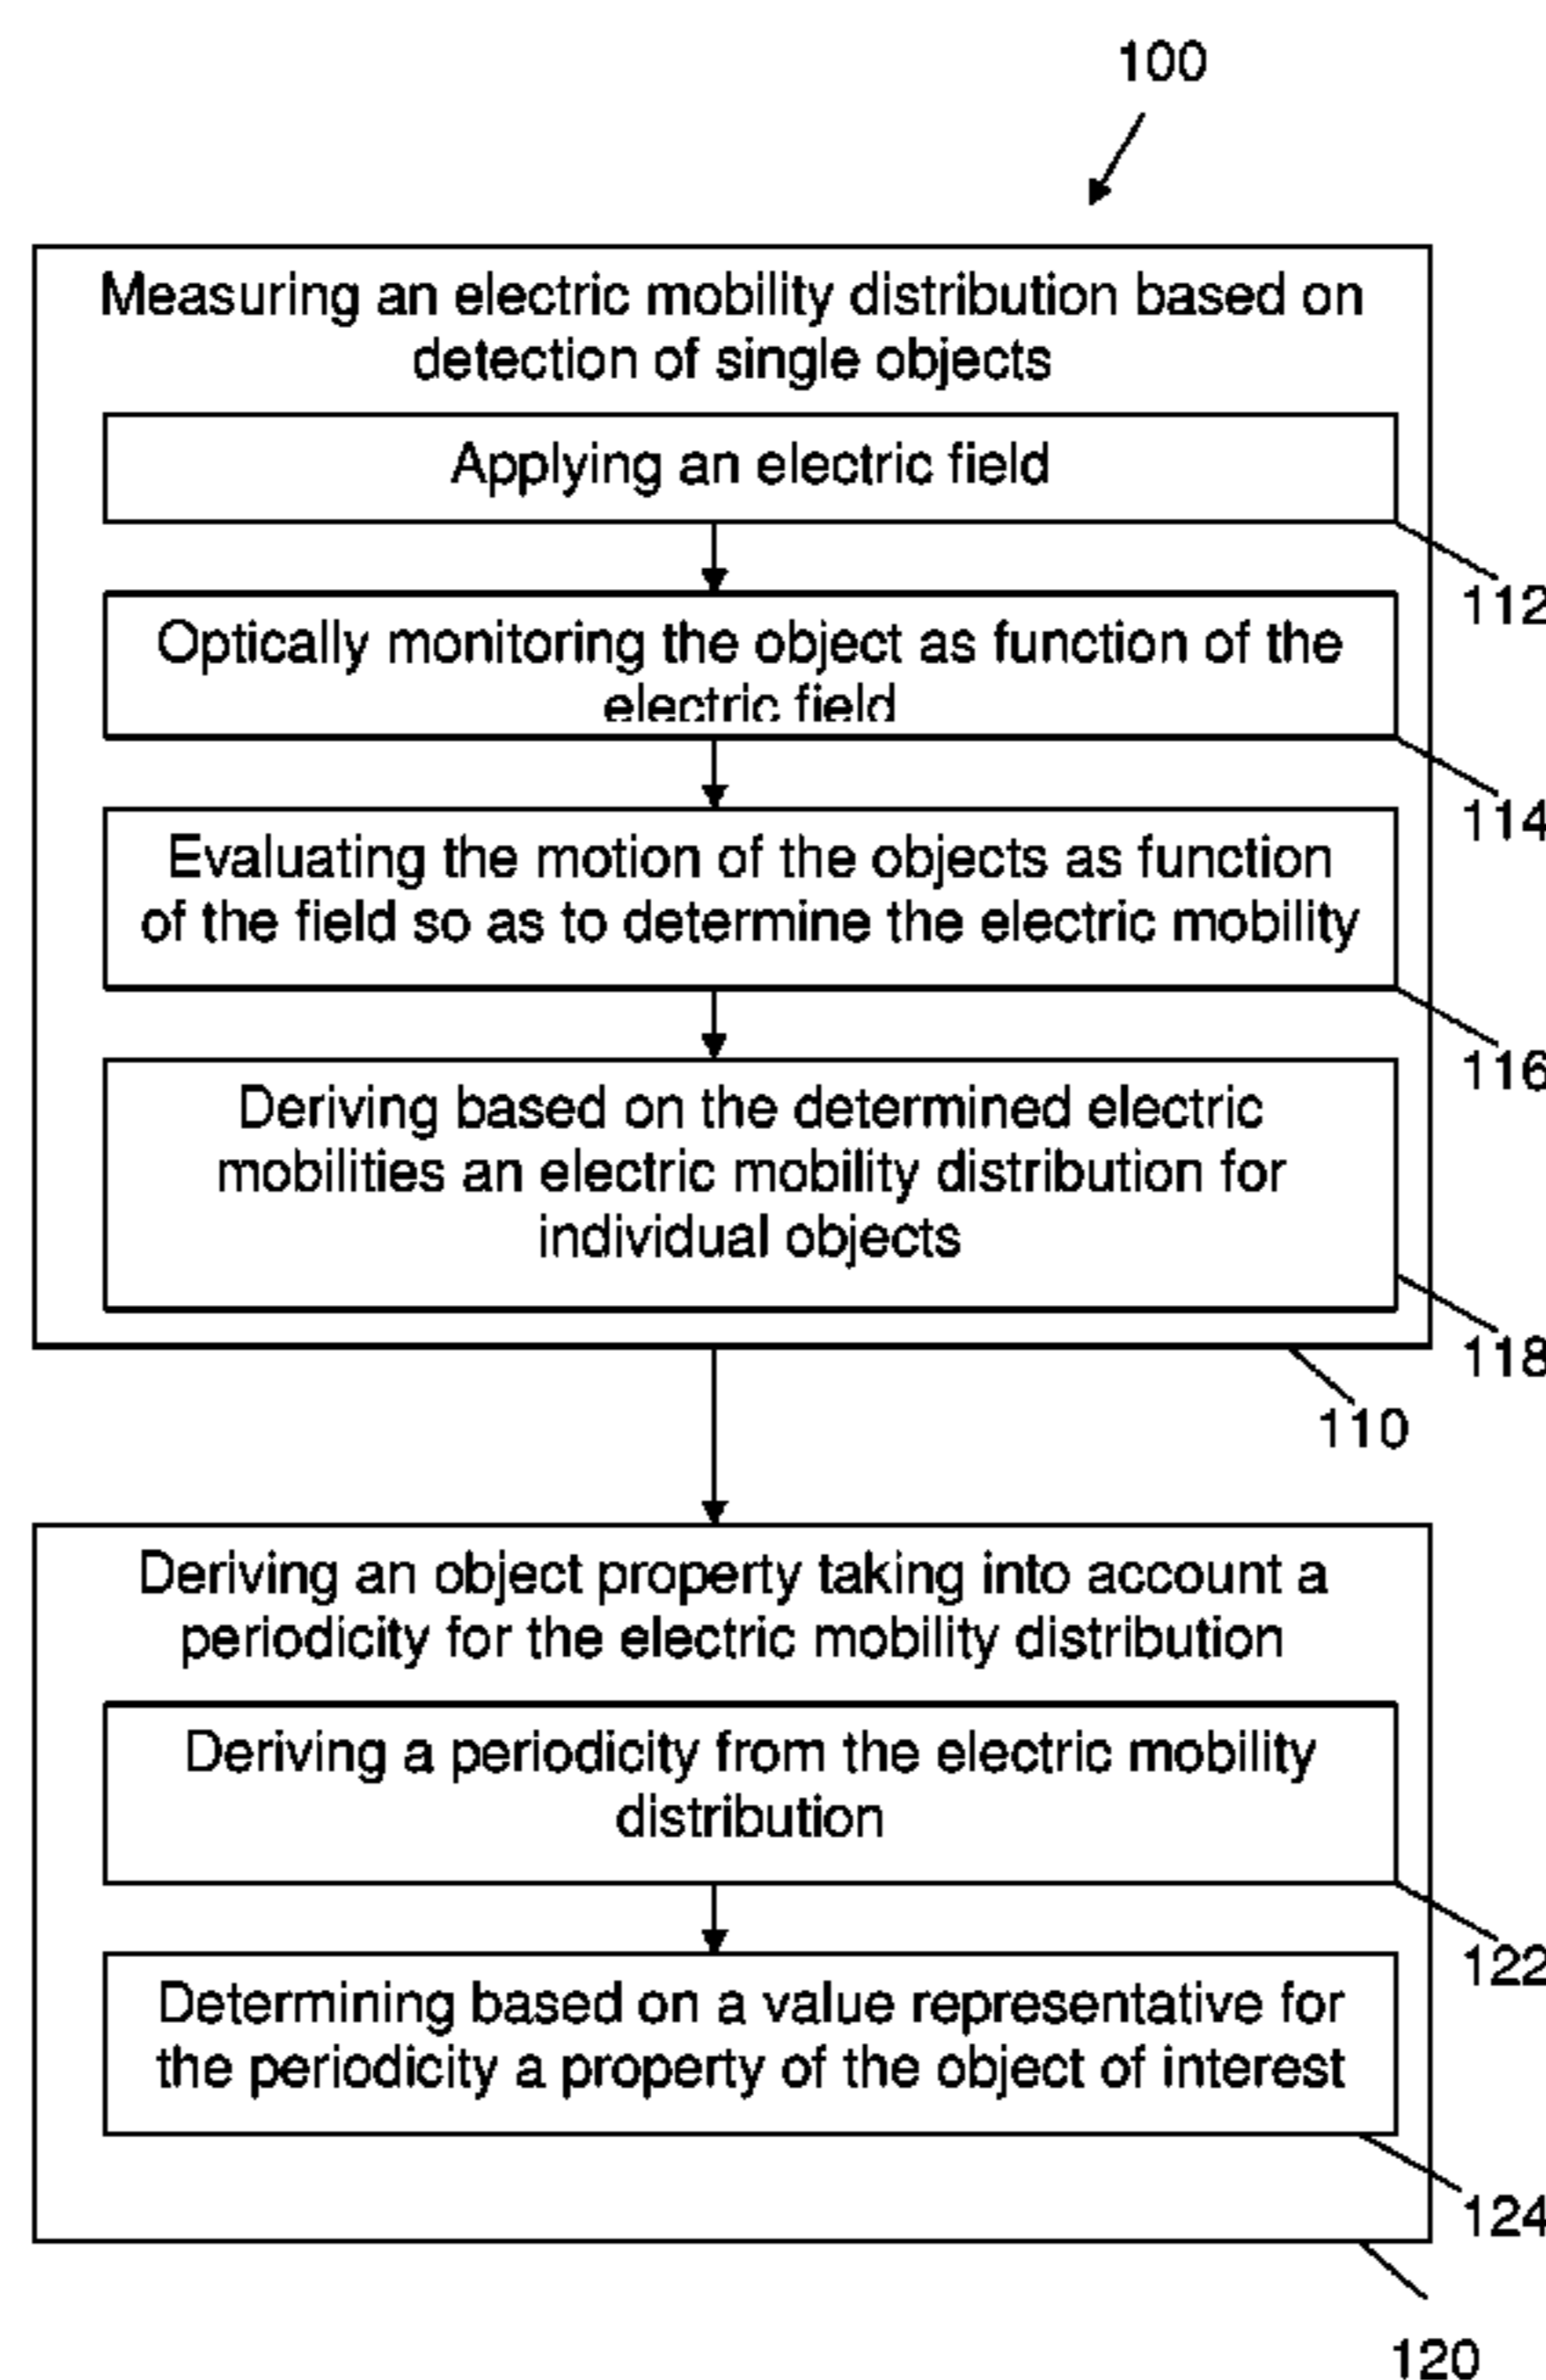 100
Measuring an electric mobility distribution based on
detection of single objects
Applying an electric field
112
Optically monitoring the object as function of the
electric field
114
Evaluating the motion of the objects as function
of the field so as to determine the electric mobility
116
Deriving based on the determined electric
mobilities an electric mobility distribution for
individual objects
118
110
Deriving an object property taking into account a
periodicity for the electric mobility distribution
Deriving a periodicity from the electric mobility
distribution
122
Determining based on a value representative for
the periodicity a property of the object of interest
124
120